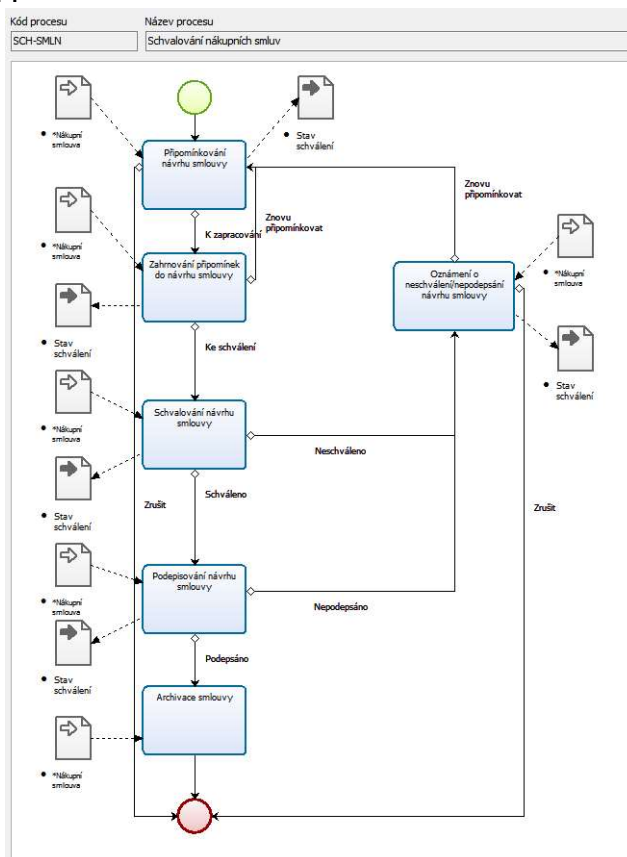 Kód procesu
Název procesu
SCH-SMLN
Schvalování nákupních smluv
*Nákupní
smlouva
Stav
schválení
Připomínkování
návrhu smlouvy
Znovu
připomínkovat
K zapracování
Znovu
připomínkovat
*Nákupní
smlouva
Zahrnování připomínek
do návrhu smlouvy
Oznámení o
neschválení/nepodepsání
návrhu smlouvy
*Nákupní
smlouva
Stav
schválení
Ke schválení
Stav
schválení
*Nákupní
smlouva
Schvalování návrhu
smlouvy
Neschváleno
Schváleno
Zrušit
Zrušit
Stav
schválení
*Nákupní
smlouva
Podepisování návrhu
smlouvy
Nepodepsáno
Podepsáno
Stav
schválení
Archivace smlouvy
*Nákupní
smlouva